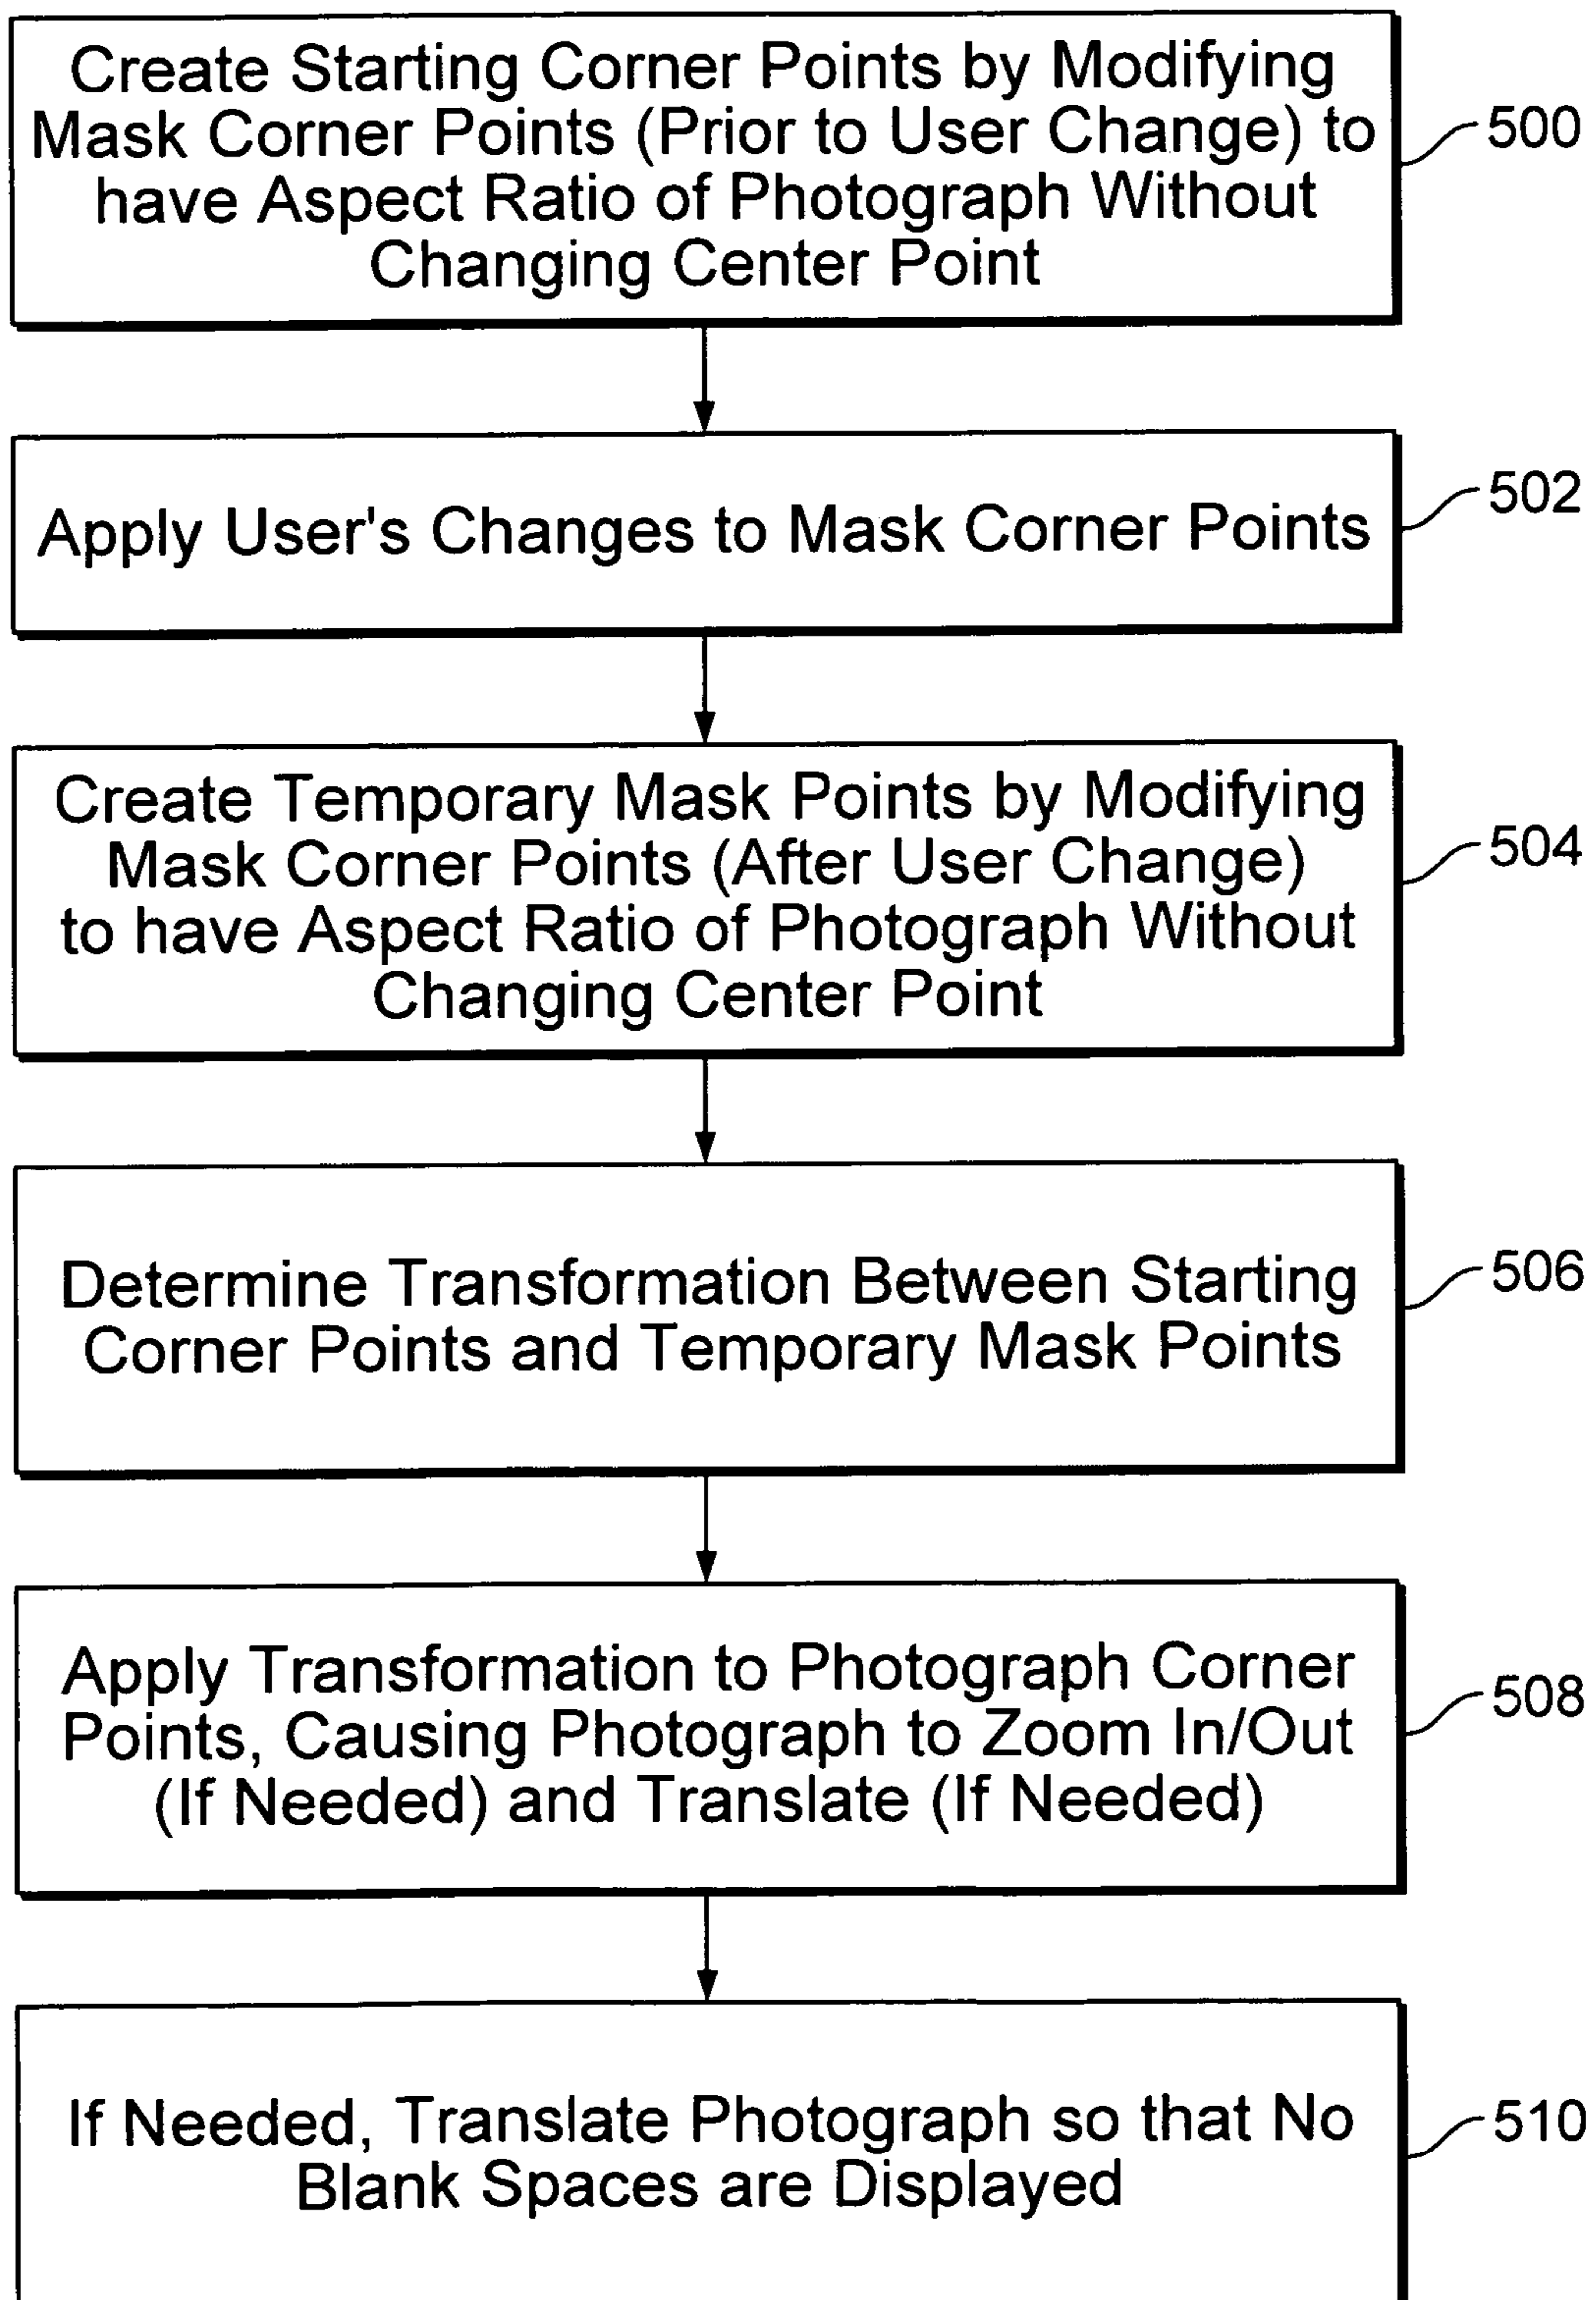 Create Starting Corner Points by Modifying
Mask Corner Points (Prior to User Change) to
have Aspect Ratio of Photograph Without
Changing Center Point
500
Apply User's Changes to Mask Corner Points
502
Create Temporary Mask Points by Modifying
Mask Corner Points (After User Change)
to have Aspect Ratio of Photograph Without
Changing Center Point
504
Determine Transformation Between Starting
Corner Points and Temporary Mask Points
506
Apply Transformation to Photograph Corner
Points, Causing Photograph to Zoom In/Out
(If Needed) and Translate (If Needed)
508
If Needed, Translate Photograph so that No
Blank Spaces are Displayed
510